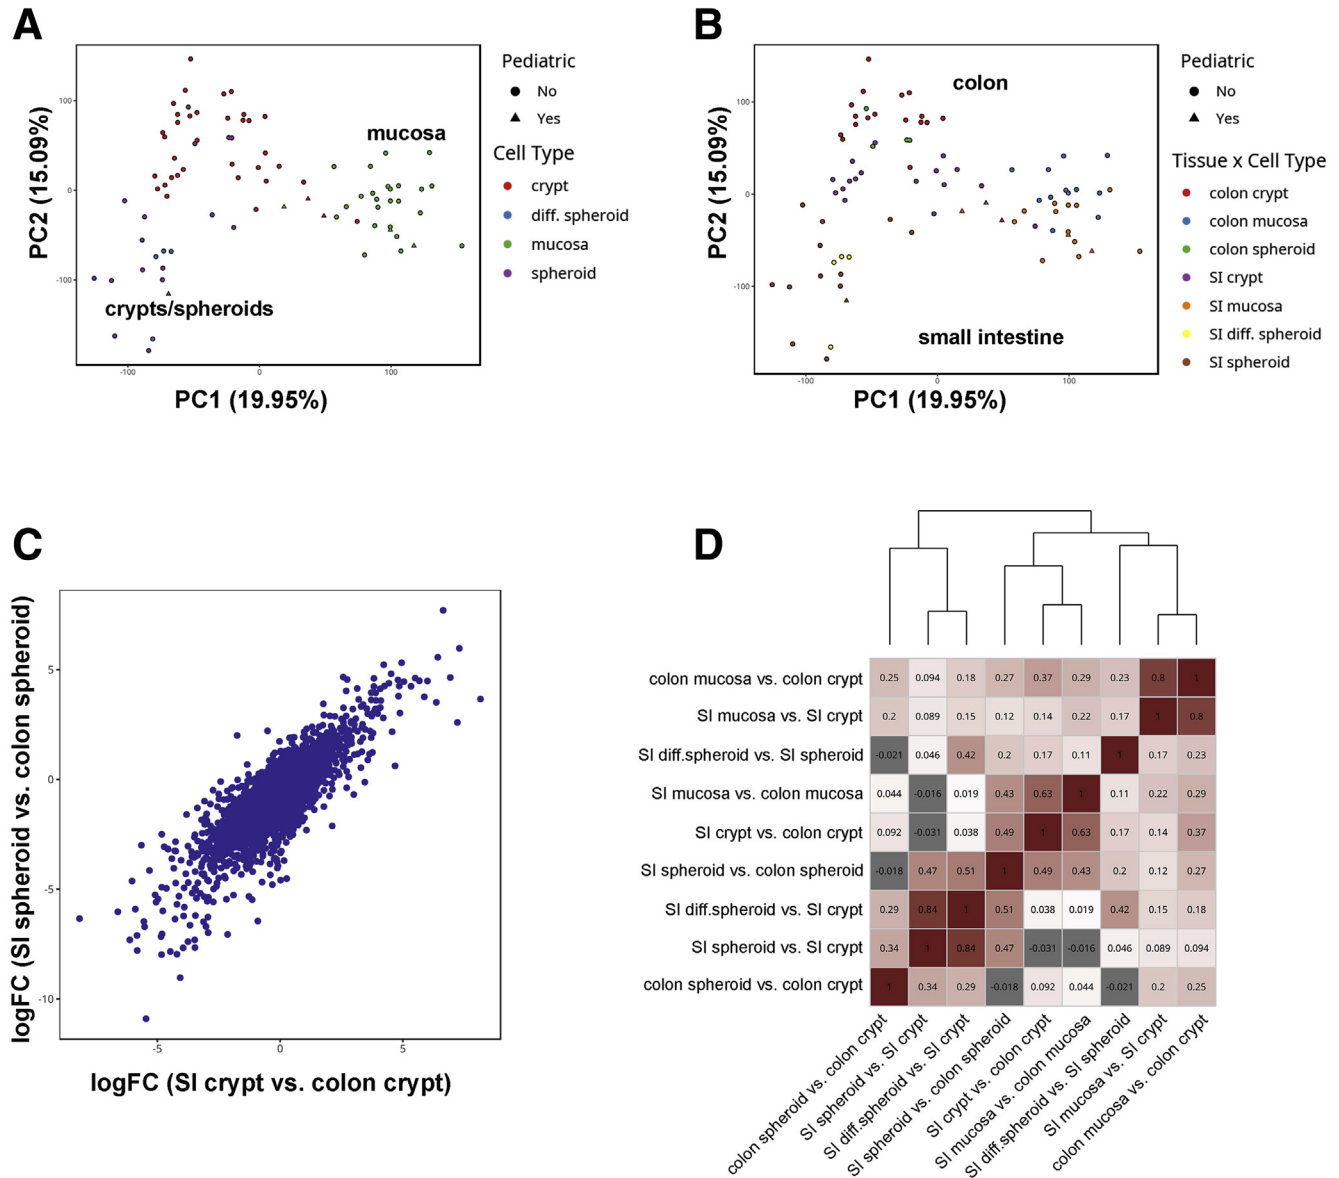 A
Pediatric
No
Yes
Cell Type
crypt
diff. spheroid
mucosa
spheroid
mucosa
crypts/spheroids
100
0
-100
-100
0
100
PC2 (15.09%)
PC1 (19.95%)
B
Pediatric
No
Yes
Tissue x Cell Type
colon crypt
colon mucosa
colon spheroid
SI crypt
SI mucosa
SI diff. spheroid
SI spheroid
colon
small intestine
100
0
-100
-100
0
100
PC2 (15.09%)
PC1 (19.95%)
C
logFC (SI spheroid vs. colon spheroid)
5
0
-5
-10
-5
0
5
logFC (SI crypt vs. colon crypt)
D
colon mucosa vs. colon crypt 0.25 0.094 0.18 0.27 0.37 0.29 0.23 0.8 1
SI mucosa vs. SI crypt 0.2 0.089 0.15 0.12 0.14 0.22 0.17 1 0.8
SI diff.spheroid vs. SI spheroid -0.021 0.046 0.42 0.2 0.17 0.11 1 0.17 0.23
SI mucosa vs. colon mucosa 0.044 -0.016 0.019 0.43 0.63 1 0.11 0.22 0.29
SI crypt vs. colon crypt 0.092 -0.031 0.038 0.49 1 0.63 0.17 0.14 0.37
SI spheroid vs. colon spheroid -0.018 0.47 0.51 1 0.49 0.43 0.2 0.12 0.27
SI diff.spheroid vs. SI crypt 0.29 0.84 1 0.51 0.038 0.019 0.42 0.15 0.18
SI spheroid vs. SI crypt 0.34 1 0.84 0.47 -0.031 -0.016 0.046 0.089 0.094
colon spheroid vs. colon crypt 1 0.34 0.29 -0.018 0.092 0.044 -0.021 0.2 0.25
colon spheroid vs. colon crypt
SI spheroid vs. SI crypt
SI diff.spheroid vs. SI crypt
SI spheroid vs. colon spheroid
SI crypt vs. colon crypt
SI mucosa vs. colon mucosa
SI diff.spheroid vs. SI spheroid
SI mucosa vs. SI crypt
colon mucosa vs. colon crypt